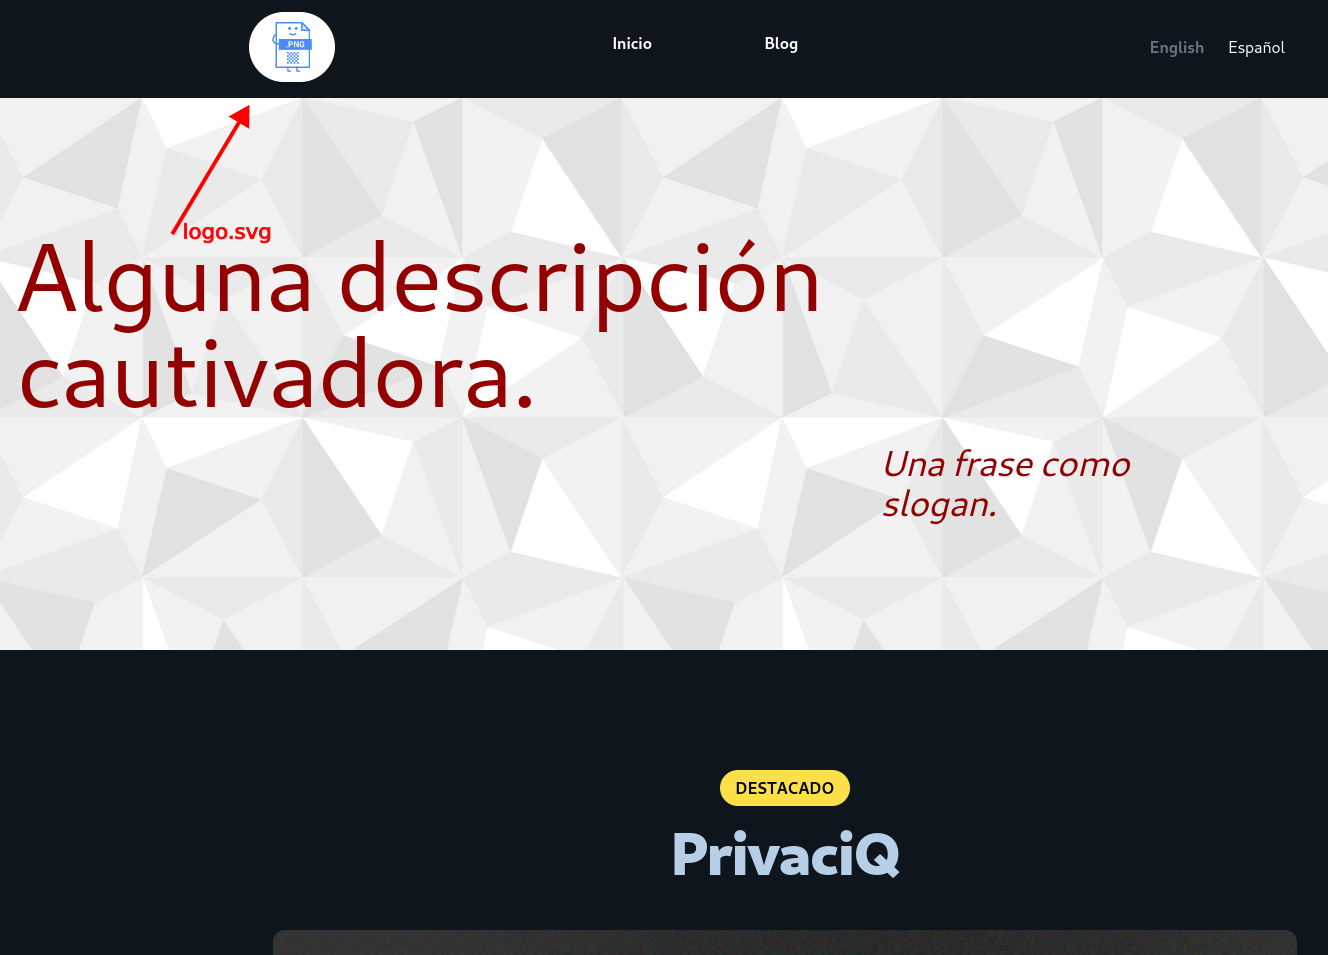 .PNG
Inicio
Blog
English
Español
logo.svg
Alguna descripción
cautivadora.
Una frase como
slogan.
DESTACADO
PrivaciQ